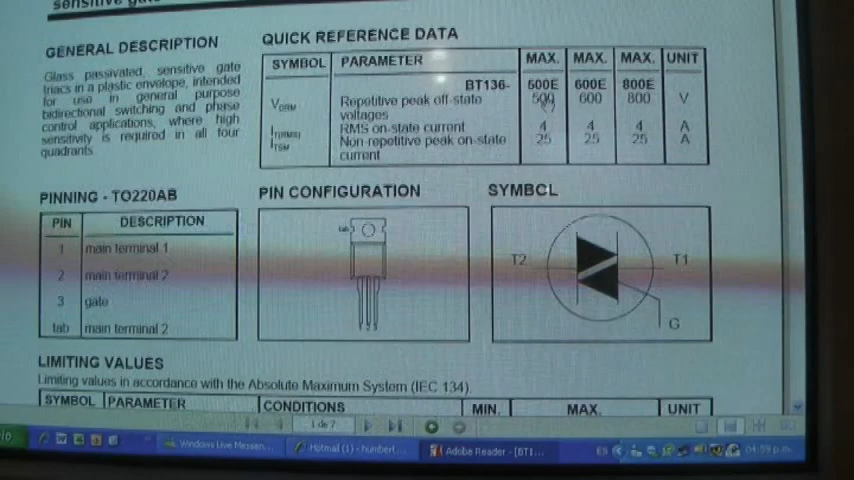 sensitive gate
GENERAL DESCRIPTION
Glass passivated, sensitive gate
triacs in a plastic envelope, intended
for use in general purpose
bidirectional switching and phase
control applications, where high
sensitivity is required in all four
quadrants
QUICK REFERENCE DATA
SYMBOL PARAMETER MAX. MAX. MAX. UNIT
BT136- 500E 600E 800E
VDRM Repetitive peak off-state 500 600 800 V
voltages
IT(RMS) RMS on-state current 4 4 4 A
ITSM Non-repetitive peak on-state 25 25 25 A
current
PINNING - TO220AB
PIN DESCRIPTION
1 main terminal 1
2 main terminal 2
3 gate
tab main terminal 2
PIN CONFIGURATION
tab
SYMBOL
T2 T1
G
LIMITING VALUES
Limiting values in accordance with the Absolute Maximum System (IEC 134).
SYMBOL PARAMETER CONDITIONS MIN. MAX. UNIT
1 de 7
Windows Live Messen... Hotmail (1) - humbert... Adobe Reader - [BT1... ES 04:59 p.m.